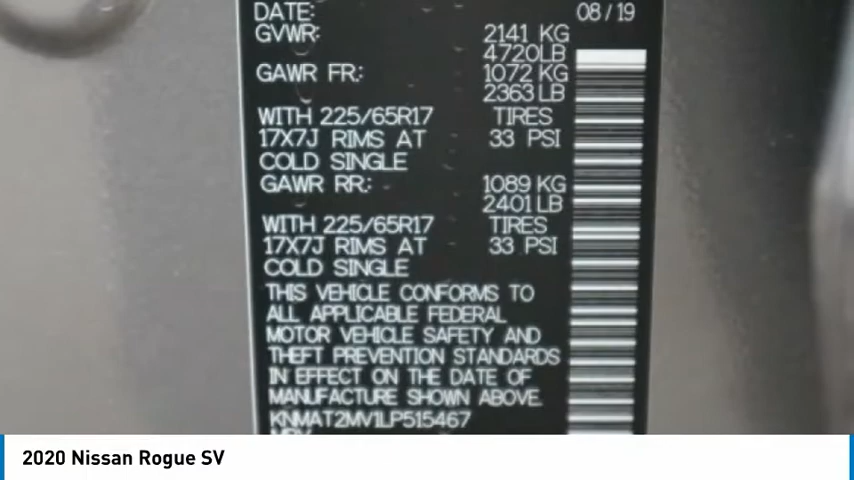 DATE: 08/19
GVWR: 2141 KG
4720LB
GAWR FR.: 1072 KG
2363 LB
WITH 225/65R17 TIRES
17X7J RIMS AT 33 PSI
COLD SINGLE
GAWR RR.: 1089 KG
2401 LB
WITH 225/65R17 TIRES
17X7J RIMS AT 33 PSI
COLD SINGLE
THIS VEHICLE CONFORMS TO
ALL APPLICABLE FEDERAL
MOTOR VEHICLE SAFETY AND
THEFT PREVENTION STANDARDS
IN EFFECT ON THE DATE OF
MANUFACTURE SHOWN ABOVE.
KNMAT2MV1LP515467
2020 Nissan Rogue SV